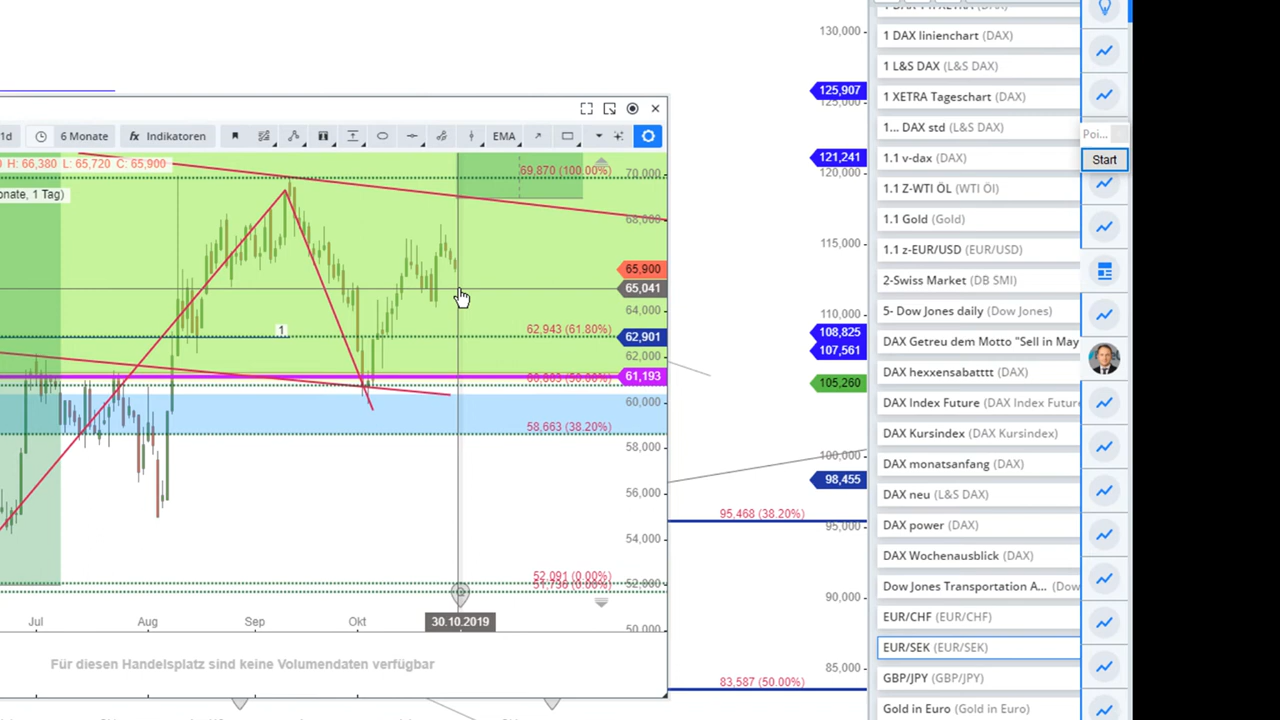 1d 6 Monate fx Indikatoren EMA
H: 66,380 L: 65,720 C: 65,900
1 Tag)
69,870 (100.00%)
70,000
68,000
65,900
65,041
64,000
1
62,943 (61.80%)
62,901
62,000
61,193
60,000
58,663 (38.20%)
58,000
56,000
54,000
52,091 (0.00%)
52,000
50,000
Jul Aug Sep Okt 30.10.2019
Für diesen Handelsplatz sind keine Volumendaten verfügbar
130,000
125,907
125,000
121,241
120,000
115,000
110,000
108,825
107,561
105,260
100,000
98,455
95,468 (38.20%)
95,000
90,000
85,000
83,587 (50.00%)
1 DAX linienchart (DAX)
1 L&S DAX (L&S DAX)
1 XETRA Tageschart (DAX)
1... DAX std (L&S DAX)
1.1 v-dax (DAX)
1.1 Z-WTI ÖL (WTI Öl)
1.1 Gold (Gold)
1.1 z-EUR/USD (EUR/USD)
2-Swiss Market (DB SMI)
5- Dow Jones daily (Dow Jones)
DAX Getreu dem Motto "Sell in May
DAX hexxensabatttt (DAX)
DAX Index Future (DAX Index Future
DAX Kursindex (DAX Kursindex)
DAX monatsanfang (DAX)
DAX neu (L&S DAX)
DAX power (DAX)
DAX Wochenausblick (DAX)
Dow Jones Transportation A... (Dow
EUR/CHF (EUR/CHF)
EUR/SEK (EUR/SEK)
GBP/JPY (GBP/JPY)
Gold in Euro (Gold in Euro)
Poi...
Start